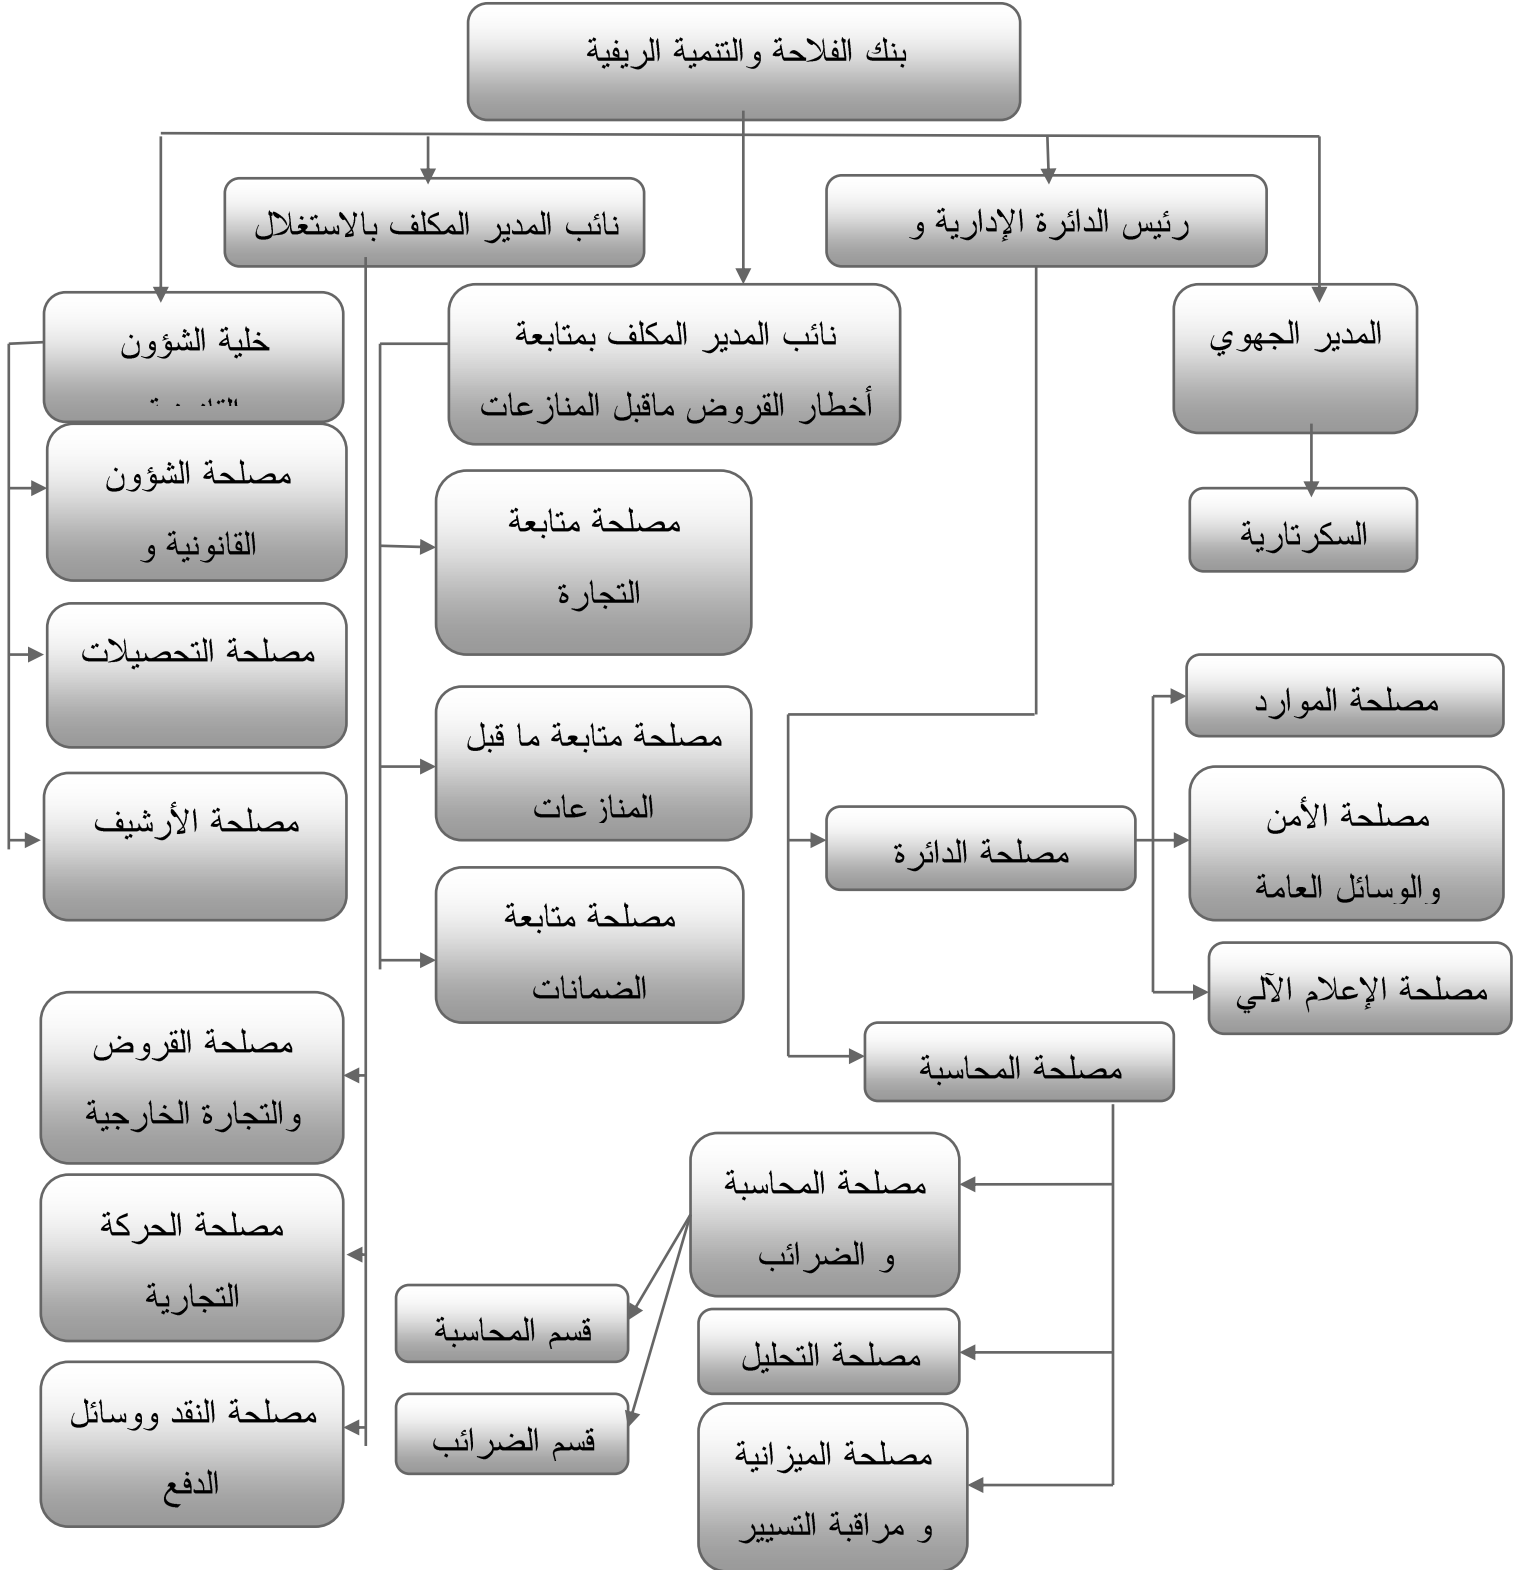 بنك الفلاحة والتنمية الريفية
رئيس الدائرة الإدارية و
نائب المدير المكلف بالاستغلال
المدير الجهوي
نائب المدير المكلف بمتابعة
أخطار القروض ماقبل المنازعات
خلية الشؤون
السكرتارية
مصلحة متابعة
التجارة
مصلحة الشؤون
القانونية و
مصلحة التحصيلات
مصلحة الموارد
مصلحة متابعة ما قبل
المنازعات
مصلحة الأرشيف
مصلحة الأمن
والوسائل العامة
مصلحة الدائرة
مصلحة متابعة
الضمانات
مصلحة الإعلام الآلي
مصلحة المحاسبة
مصلحة القروض
والتجارة الخارجية
مصلحة المحاسبة
و الضرائب
مصلحة الحركة
التجارية
قسم المحاسبة
مصلحة التحليل
قسم الضرائب
مصلحة النقد ووسائل
الدفع
مصلحة الميزانية
و مراقبة التسيير